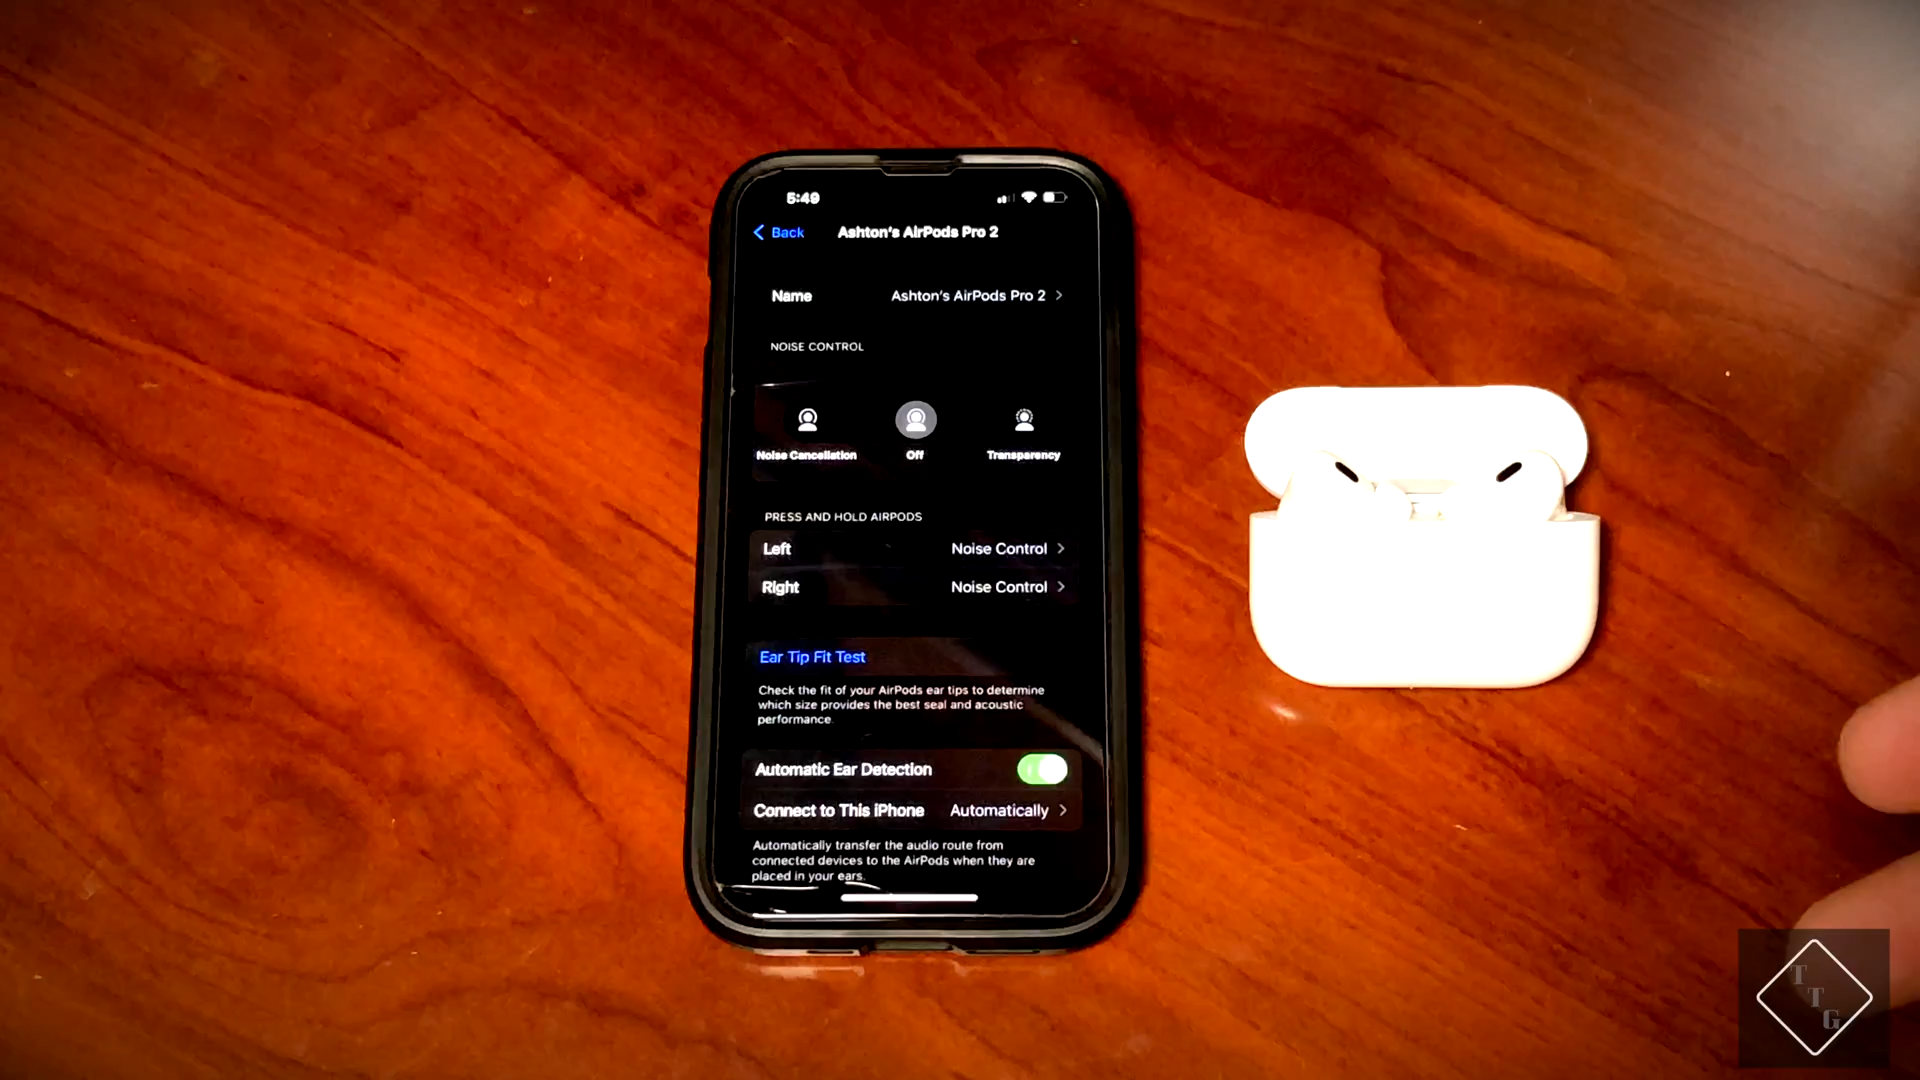 5:49
Back
Ashton's AirPods Pro 2
Name
Ashton's AirPods Pro 2
NOISE CONTROL
Noise Cancellation
Off
Transparency
PRESS AND HOLD AIRPODS
Left
Noise Control
Right
Noise Control
Ear Tip Fit Test
Check the fit of your AirPods ear tips to determine
which size provides the best seal and acoustic
performance.
Automatic Ear Detection
Connect to This iPhone
Automatically
Automatically transfer the audio route from
connected devices to the AirPods when they are
placed in your ears.
T
T
G